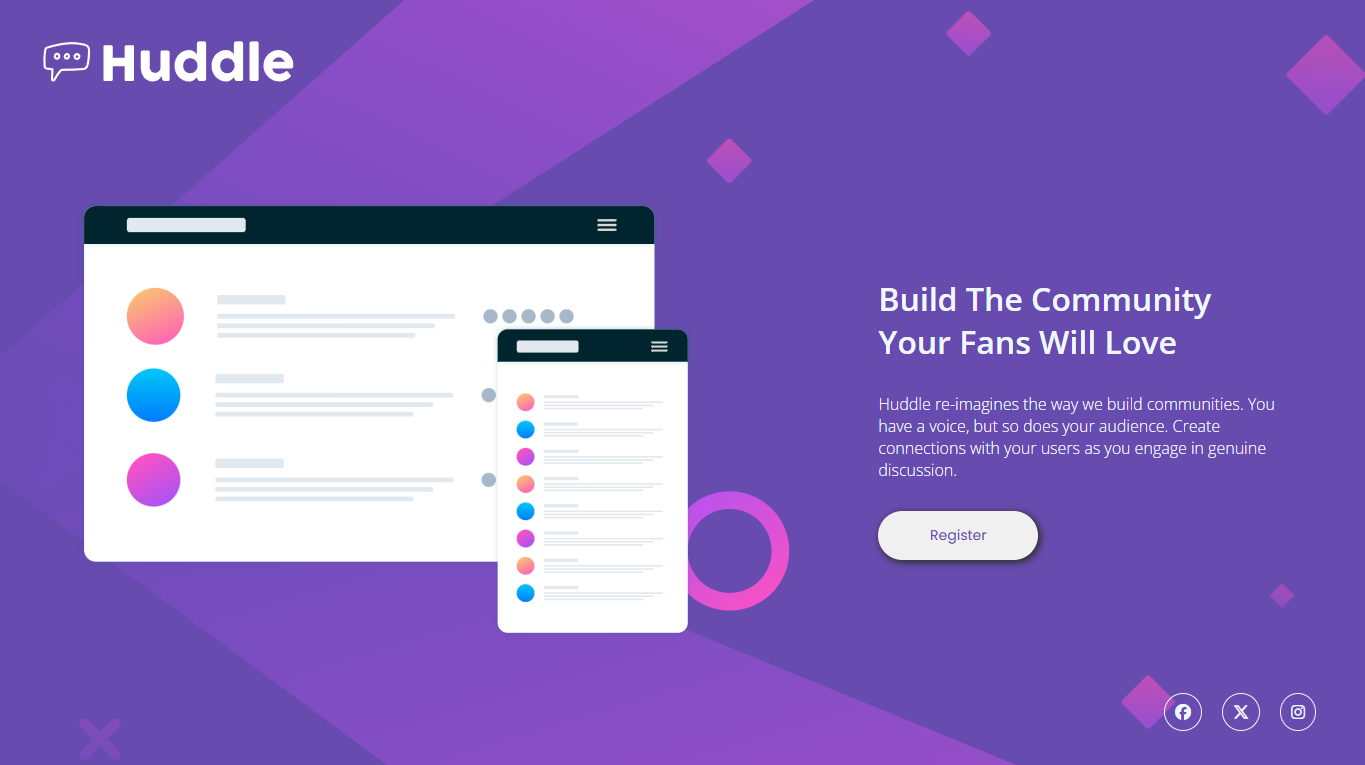 Huddle
Build The Community
Your Fans Will Love
Huddle re-imagines the way we build communities. You
have a voice, but so does your audience. Create
connections with your users as you engage in genuine
discussion.
Register